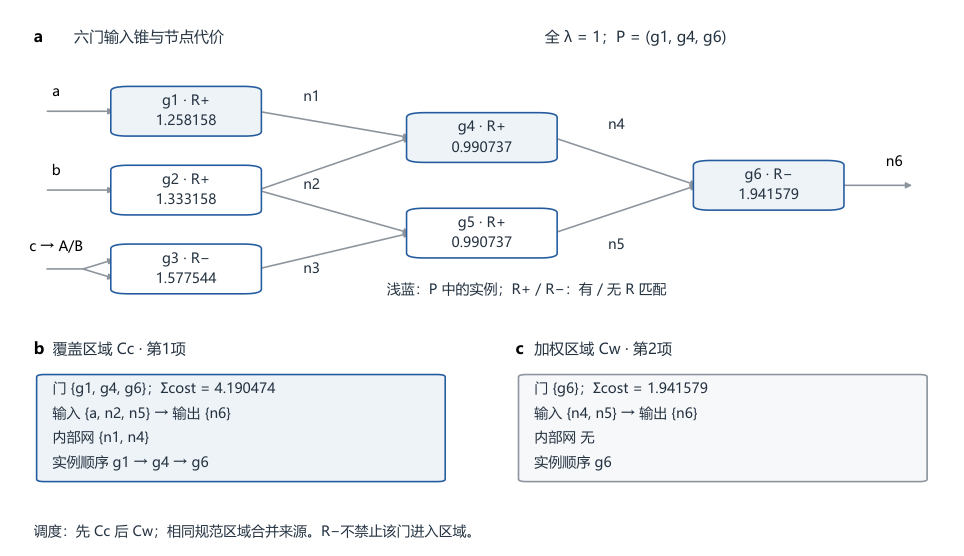 a 六门输入锥与节点代价
全 λ = 1；P = (g1, g4, g6)
a
g1 · R+
1.258158
n1
g4 · R+
0.990737
n4
b
g2 · R+
1.333158
n2
g6 · R−
1.941579
n6
c → A/B
g3 · R−
1.577544
n3
g5 · R+
0.990737
n5
浅蓝：P 中的实例；R+ / R−：有 / 无 R 匹配
b 覆盖区域 Cc · 第1项
门 {g1, g4, g6}；Σcost = 4.190474
输入 {a, n2, n5} → 输出 {n6}
内部网 {n1, n4}
实例顺序 g1 → g4 → g6
c 加权区域 Cw · 第2项
门 {g6}；Σcost = 1.941579
输入 {n4, n5} → 输出 {n6}
内部网 无
实例顺序 g6
调度：先 Cc 后 Cw；相同规范区域合并来源。R−不禁止该门进入区域。